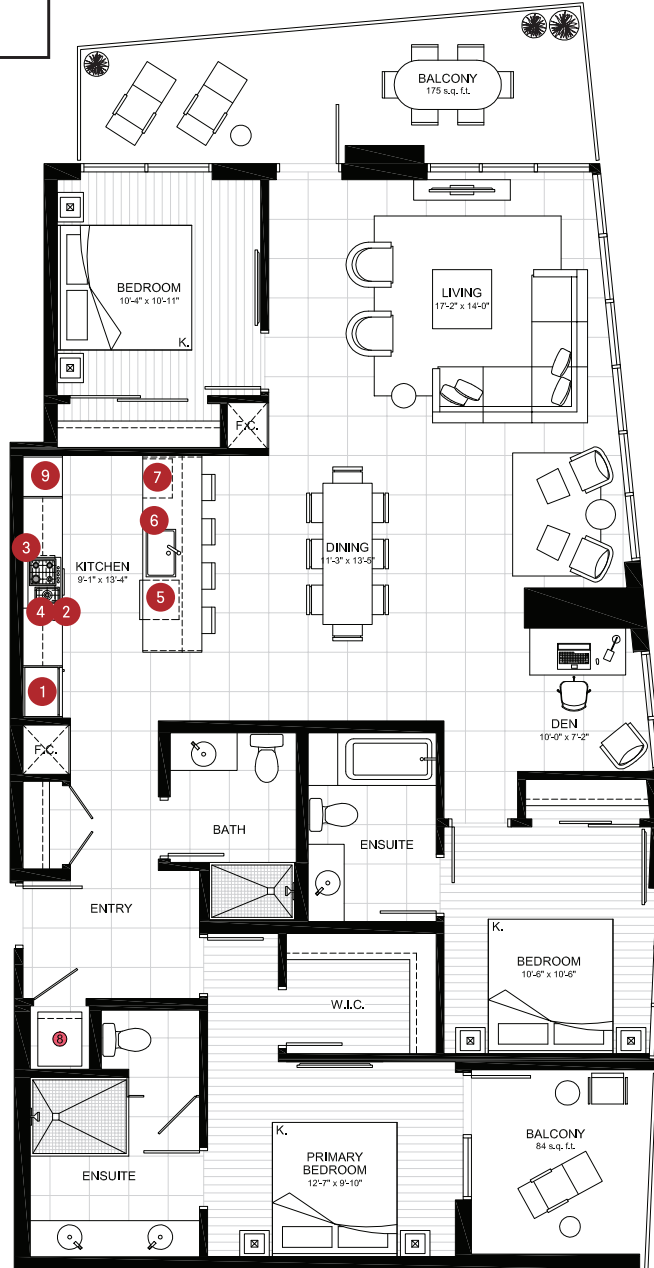 BALCONY
175 s.q. f.t.
BEDROOM
10'-4" x 10'-11"
K.
LIVING
17'-2" x 14'-0"
F.C.
9
7
6
3
KITCHEN
9'-1" x 13'-4"
DINING
11'-3" x 13'-5"
4
2
5
1
DEN
10'-0" x 7'-2"
F.C.
BATH
ENSUITE
ENTRY
K.
BEDROOM
10'-6" x 10'-6"
W.I.C.
8
K.
PRIMARY
BEDROOM
12'-7" x 9'-10"
BALCONY
84 s.q. f.t.
ENSUITE